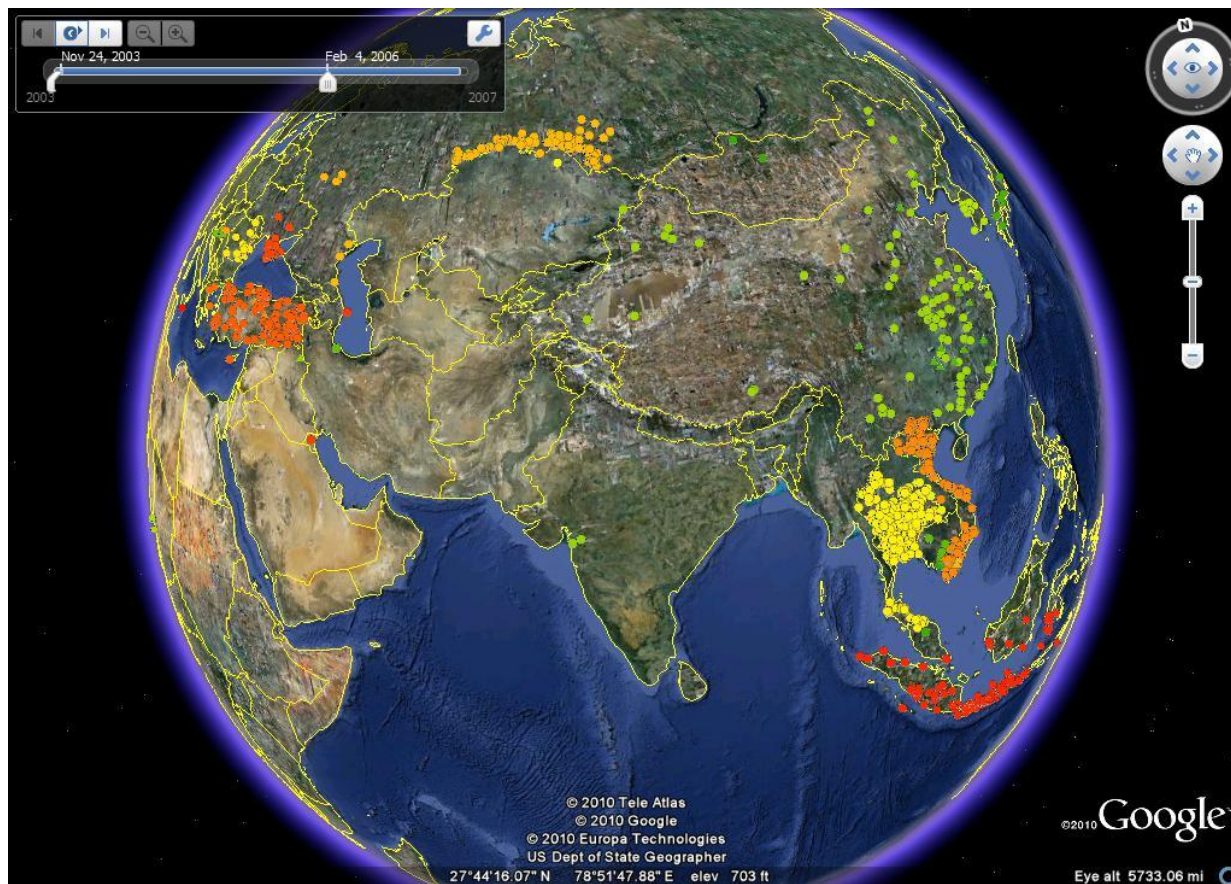 Nov 24, 2003 Feb 4, 2006
2003 2007
N
© 2010 Tele Atlas
© 2010 Google
© 2010 Europa Technologies
US Dept of State Geographer
©2010 Google
27°44'16.07" N 78°51'47.88" E elev 703 ft
Eye alt 5733.06 mi